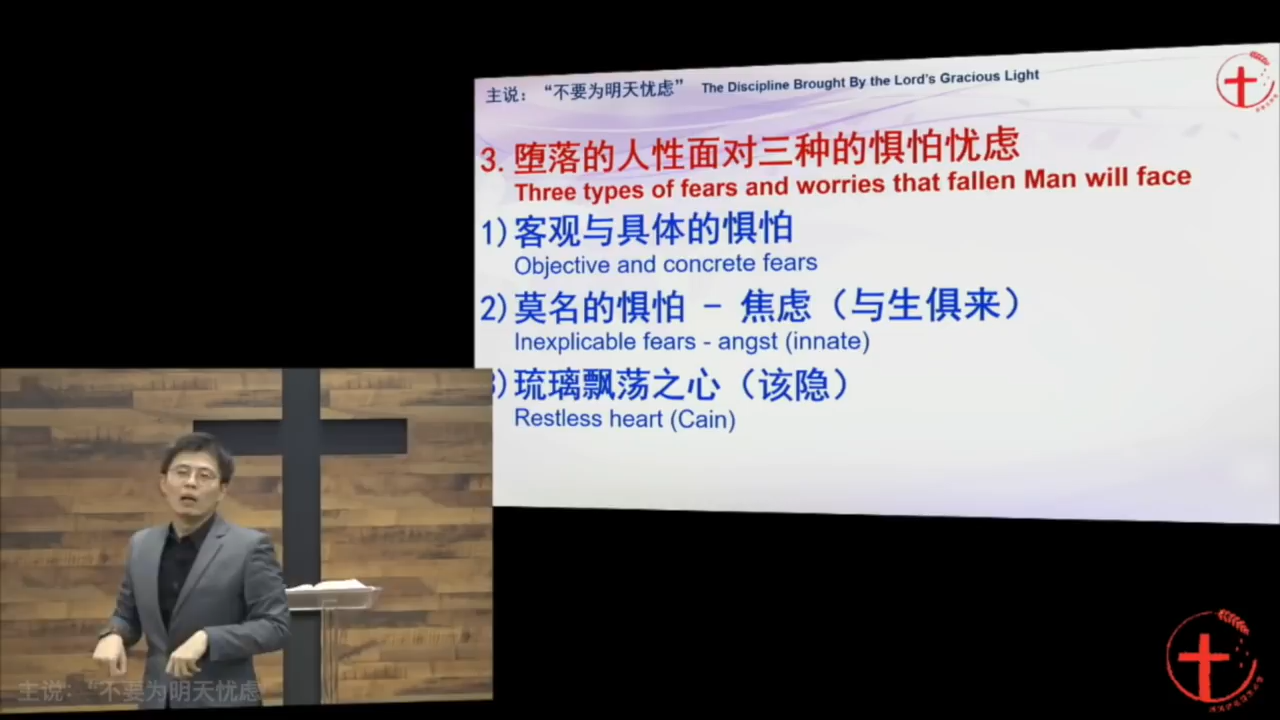 主说：“不要为明天忧虑” The Discipline Brought By the Lord's Gracious Light
3. 堕落的人性面对三种的惧怕忧虑
Three types of fears and worries that fallen Man will face
1) 客观与具体的惧怕
Objective and concrete fears
2) 莫名的惧怕 – 焦虑（与生俱来）
Inexplicable fears - angst (innate)
3) 琉璃飘荡之心（该隐）
Restless heart (Cain)
主说：“不要为明天忧虑